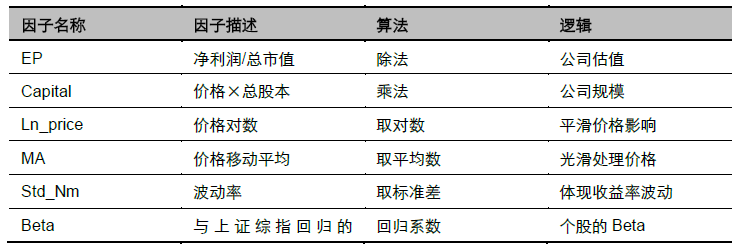 因子名称 因子描述 算法 逻辑
EP 净利润/总市值 除法 公司估值
Capital 价格×总股本 乘法 公司规模
Ln_price 价格对数 取对数 平滑价格影响
MA 价格移动平均 取平均数 光滑处理价格
Std_Nm 波动率 取标准差 体现收益率波动
Beta 与上证综指回归的 回归系数 个股的 Beta